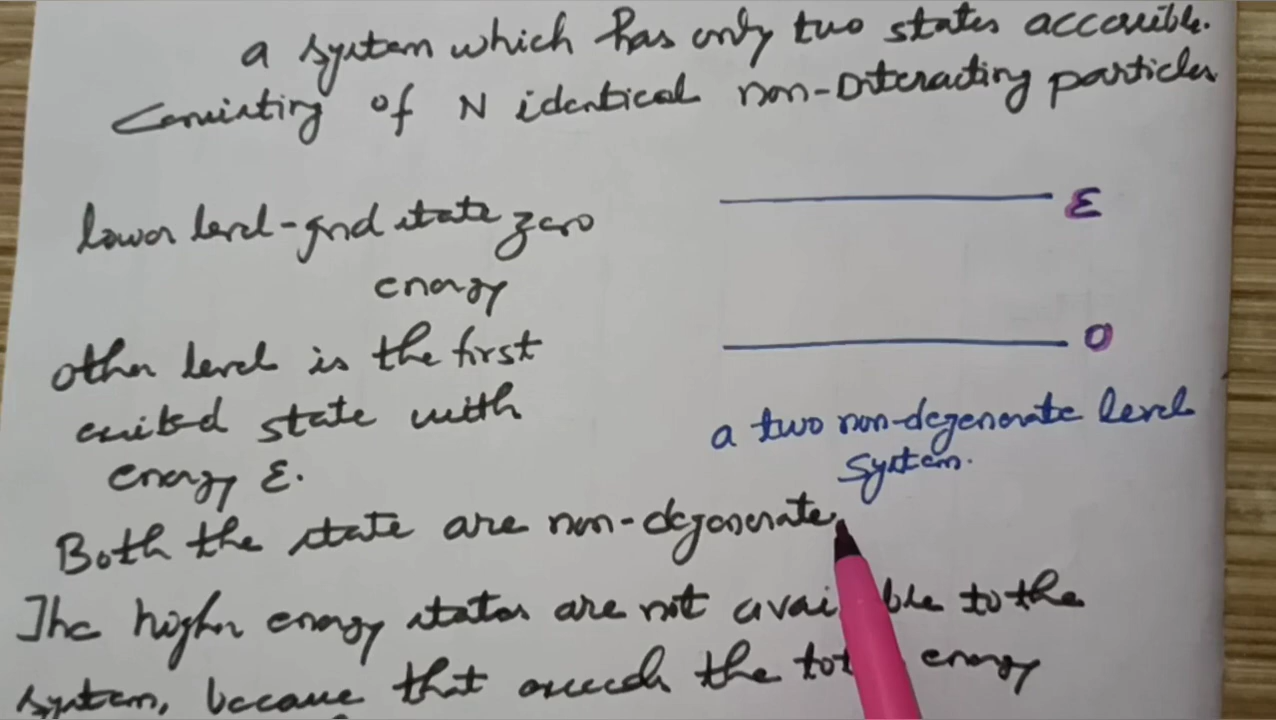 a system which has only two states accessible.
Consisting of N identical non-Interacting particles
lower level-grnd state zero
energy
other level is the first
excited state with
energy ε.
ε
0
a two non-degenerate level
system.
Both the state are non-degenerate
The higher energy states are not available to the
system, because that exceeds the total energy